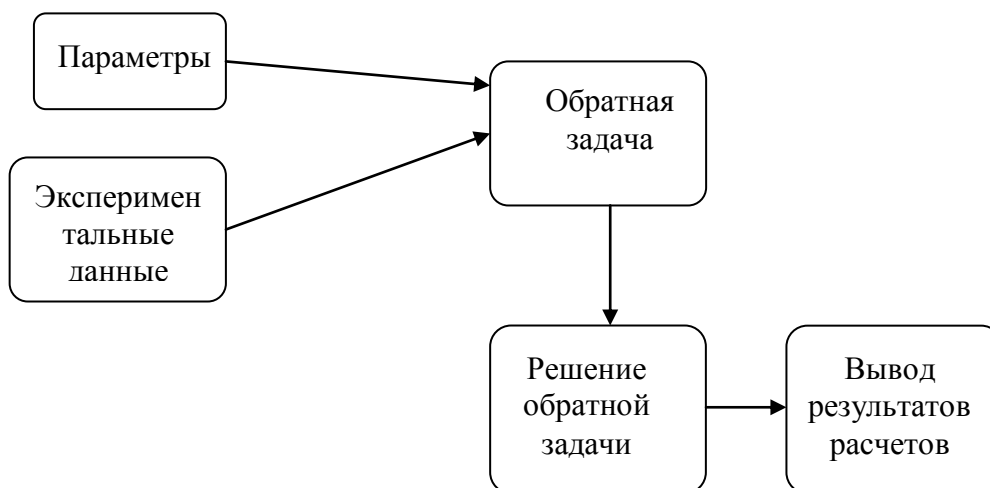 Параметры
Обратная
задача
Эксперимен
тальные
данные
Решение
обратной
задачи
Вывод
результатов
расчетов